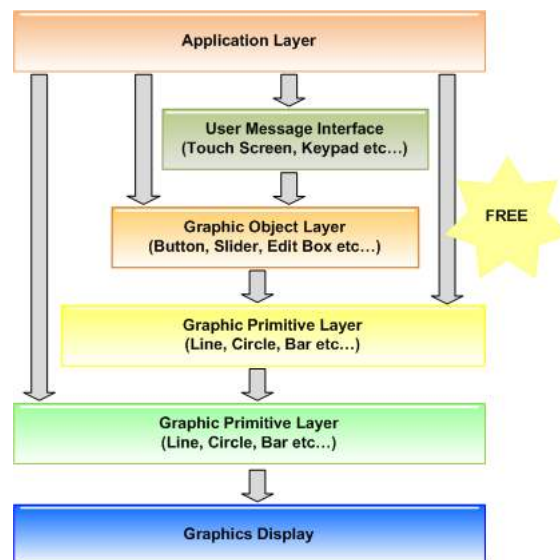 Application Layer
User Message Interface
(Touch Screen, Keypad etc...)
FREE
Graphic Object Layer
(Button, Slider, Edit Box etc...)
Graphic Primitive Layer
(Line, Circle, Bar etc...)
Graphic Primitive Layer
(Line, Circle, Bar etc...)
Graphics Display